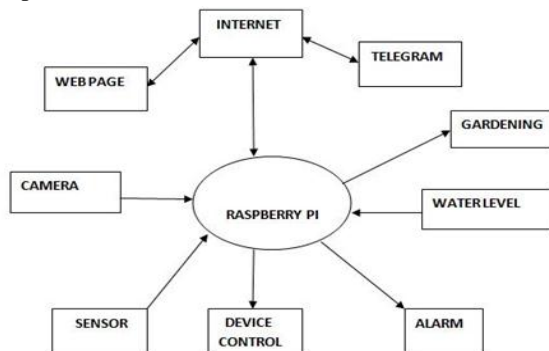 INTERNET
TELEGRAM
WEB PAGE
GARDENING
CAMERA
WATER LEVEL
RASPBERRY PI
SENSOR
DEVICE
CONTROL
ALARM